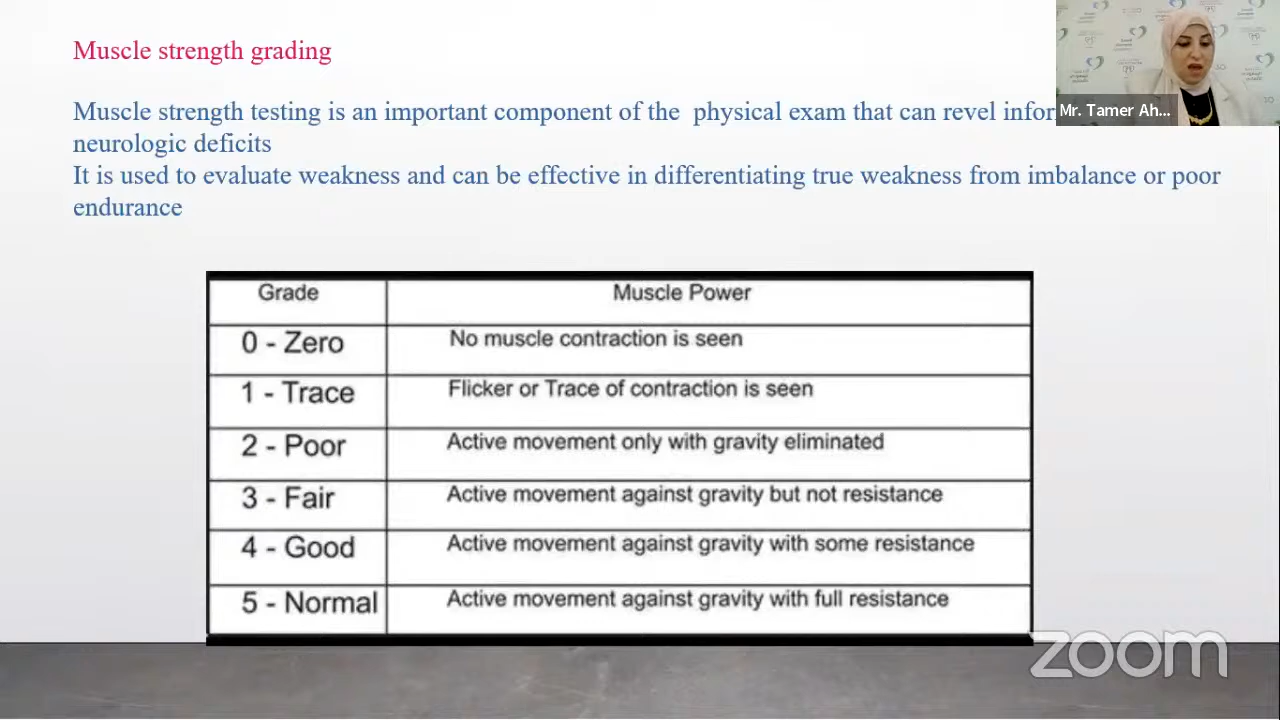 Muscle strength grading
Muscle strength testing is an important component of the physical exam that can revel
neurologic deficits
It is used to evaluate weakness and can be effective in differentiating true weakness from imbalance or poor
endurance
Mr. Tamer Ah...
Grade Muscle Power
0 - Zero No muscle contraction is seen
1 - Trace Flicker or Trace of contraction is seen
2 - Poor Active movement only with gravity eliminated
3 - Fair Active movement against gravity but not resistance
4 - Good Active movement against gravity with some resistance
5 - Normal Active movement against gravity with full resistance
zoom